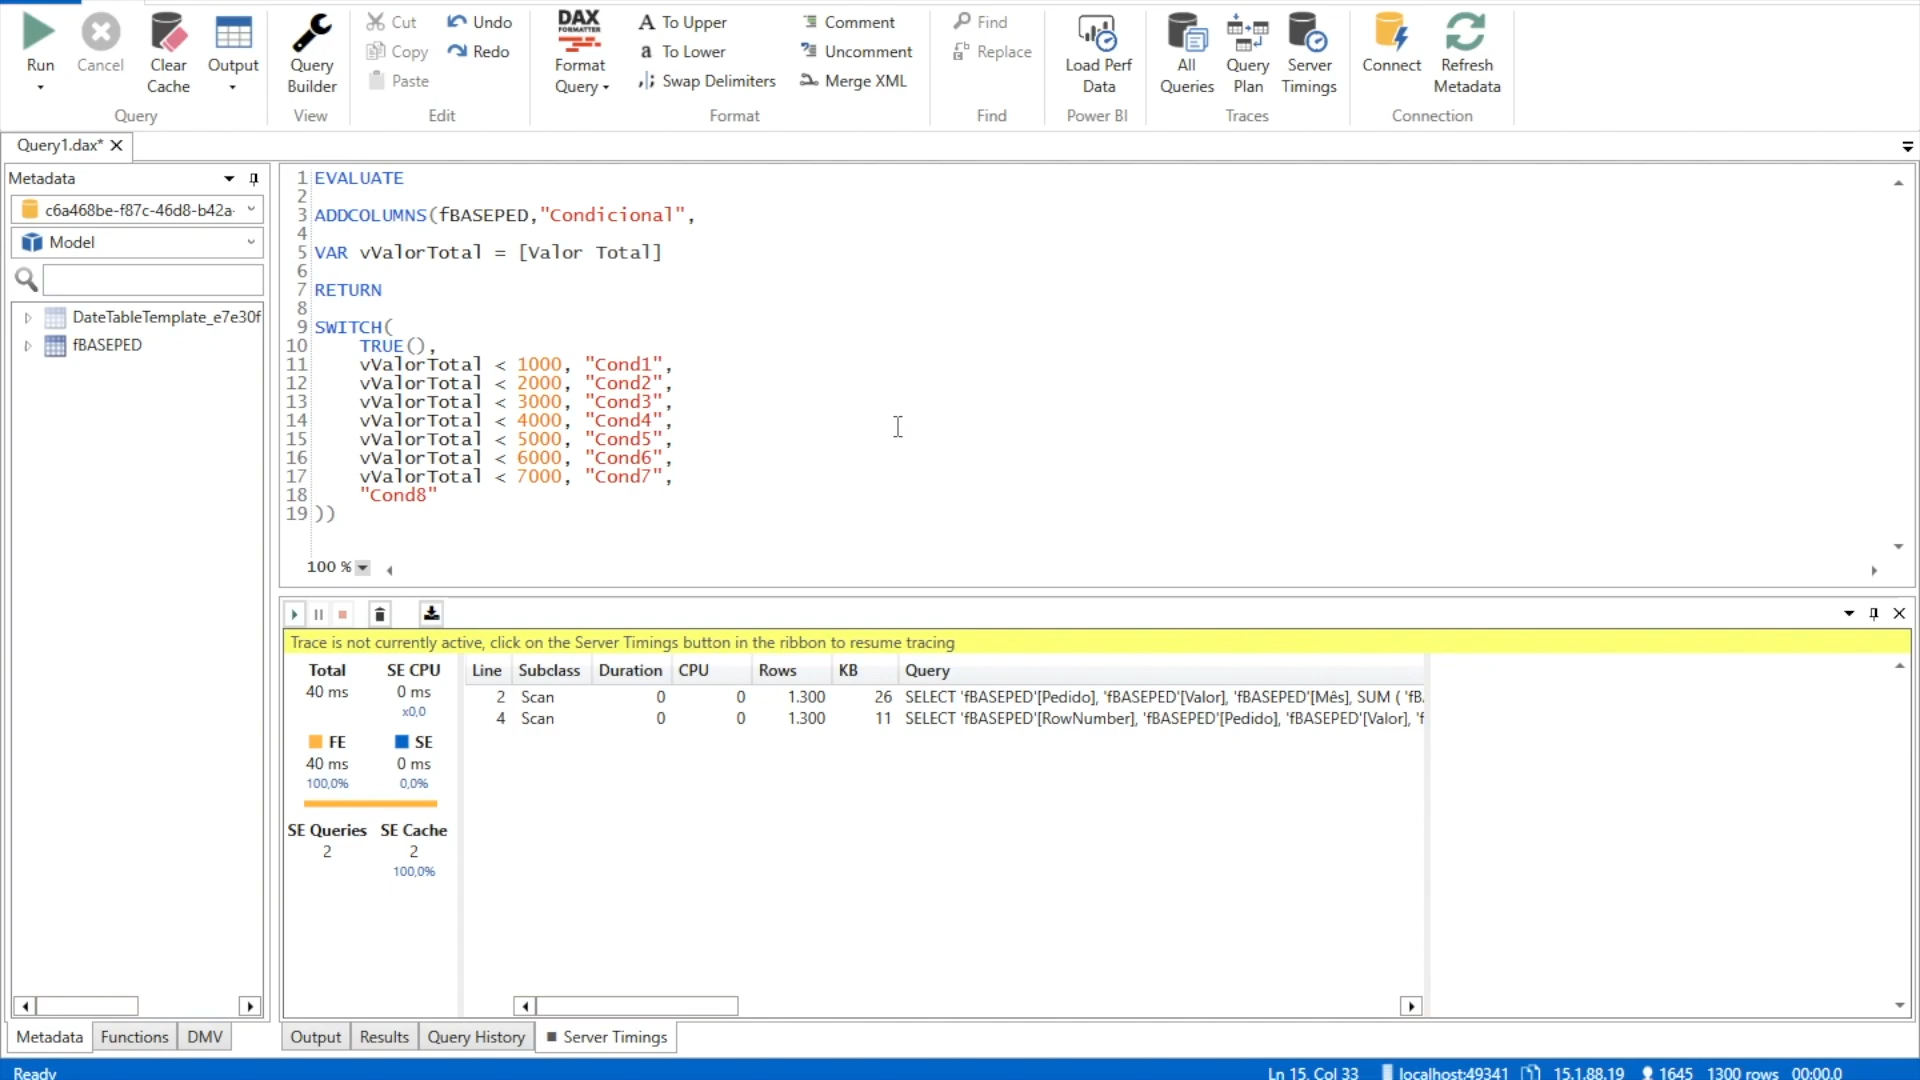 Run
Cancel
Clear
Cache
Output
Query
Query
Builder
View
Cut
Copy
Paste
Undo
Redo
Edit
DAX
FORMATTER
Format
Query
A To Upper
a To Lower
Swap Delimiters
Comment
Uncomment
Merge XML
Format
Find
Replace
Find
Load Perf
Data
Power BI
All
Queries
Query
Plan
Server
Timings
Traces
Connect
Refresh
Metadata
Connection
Query1.dax*
Metadata
c6a468be-f87c-46d8-b42a-
Model
DateTableTemplate_e7e30f
fBASEPED
1 EVALUATE
2
3 ADDCOLUMNS(fBASEPED,"Condicional",
4
5 VAR vValorTotal = [Valor Total]
6
7 RETURN
8
9 SWITCH(
10 TRUE(),
11 vValorTotal < 1000, "Cond1",
12 vValorTotal < 2000, "Cond2",
13 vValorTotal < 3000, "Cond3",
14 vValorTotal < 4000, "Cond4",
15 vValorTotal < 5000, "Cond5",
16 vValorTotal < 6000, "Cond6",
17 vValorTotal < 7000, "Cond7",
18 "Cond8"
19 ))
100 %
Trace is not currently active, click on the Server Timings button in the ribbon to resume tracing
Total SE CPU
40 ms 0 ms
x0,0
FE SE
40 ms 0 ms
100,0% 0,0%
SE Queries SE Cache
2 2
100,0%
Line Subclass Duration CPU Rows KB Query
2 Scan 0 0 1.300 26 SELECT 'fBASEPED'[Pedido], 'fBASEPED'[Valor], 'fBASEPED'[Mês], SUM ( 'fB
4 Scan 0 0 1.300 11 SELECT 'fBASEPED'[RowNumber], 'fBASEPED'[Pedido], 'fBASEPED'[Valor], 'f
Metadata Functions DMV
Output Results Query History Server Timings
Ready
Ln 15, Col 33 localhost:49341 15.1.88.19 1645 1300 rows 00:00.0